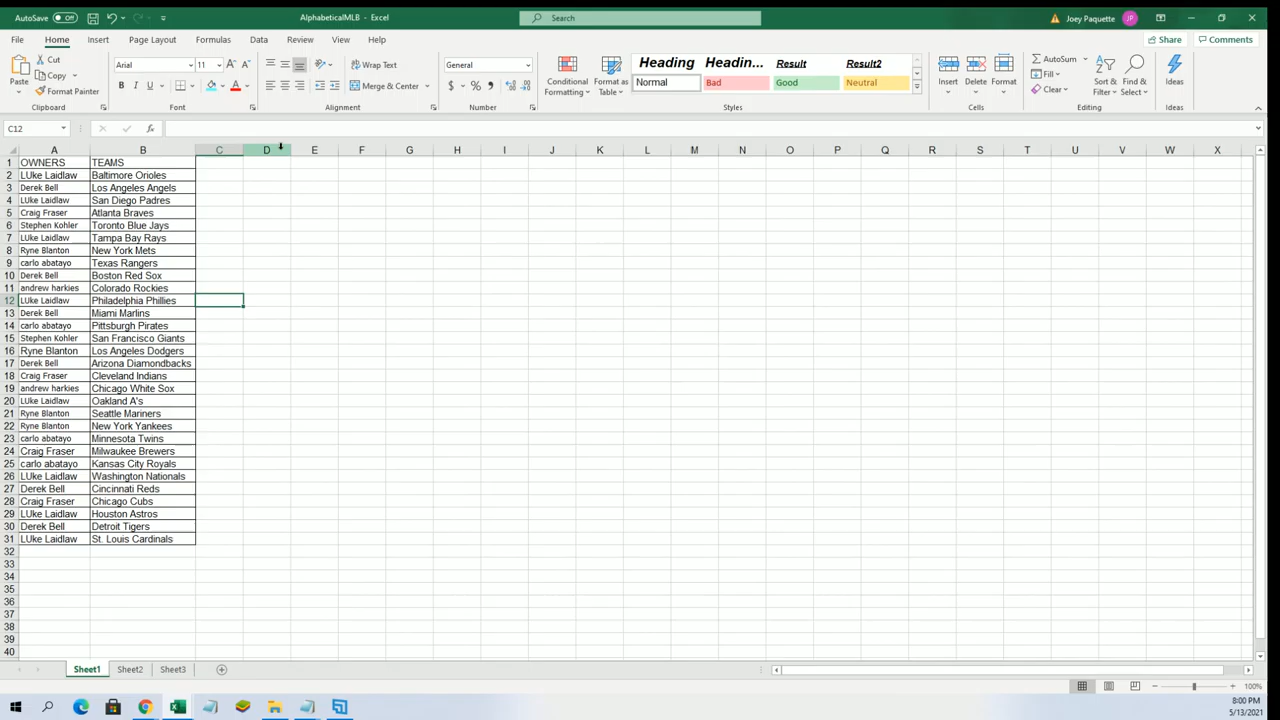 AutoSave Off AlphabeticalMLB - Excel Search Joey Paquette JP
File Home Insert Page Layout Formulas Data Review View Help Share Comments
Paste Cut Copy Format Painter Clipboard
Arial 11 A A B I U A Font
Wrap Text Merge & Center Alignment
General $ % , Number
Conditional Formatting Format as Table Heading Headin... Result Result2 Normal Bad Good Neutral Styles
Insert Delete Format Cells
AutoSum Fill Clear Sort & Filter Find & Select Editing
Ideas Ideas
C12 fx
A B C D E F G H I J K L M N O P Q R S T U V W X
1 OWNERS TEAMS
2 LUke Laidlaw Baltimore Orioles
3 Derek Bell Los Angeles Angels
4 LUke Laidlaw San Diego Padres
5 Craig Fraser Atlanta Braves
6 Stephen Kohler Toronto Blue Jays
7 LUke Laidlaw Tampa Bay Rays
8 Ryne Blanton New York Mets
9 carlo abatayo Texas Rangers
10 Derek Bell Boston Red Sox
11 andrew harkies Colorado Rockies
12 LUke Laidlaw Philadelphia Phillies
13 Derek Bell Miami Marlins
14 carlo abatayo Pittsburgh Pirates
15 Stephen Kohler San Francisco Giants
16 Ryne Blanton Los Angeles Dodgers
17 Derek Bell Arizona Diamondbacks
18 Craig Fraser Cleveland Indians
19 andrew harkies Chicago White Sox
20 LUke Laidlaw Oakland A's
21 Ryne Blanton Seattle Mariners
22 Ryne Blanton New York Yankees
23 carlo abatayo Minnesota Twins
24 Craig Fraser Milwaukee Brewers
25 carlo abatayo Kansas City Royals
26 LUke Laidlaw Washington Nationals
27 Derek Bell Cincinnati Reds
28 Craig Fraser Chicago Cubs
29 LUke Laidlaw Houston Astros
30 Derek Bell Detroit Tigers
31 LUke Laidlaw St. Louis Cardinals
32
33
34
35
36
37
38
39
40
Sheet1 Sheet2 Sheet3
100%
8:00 PM
5/13/2021